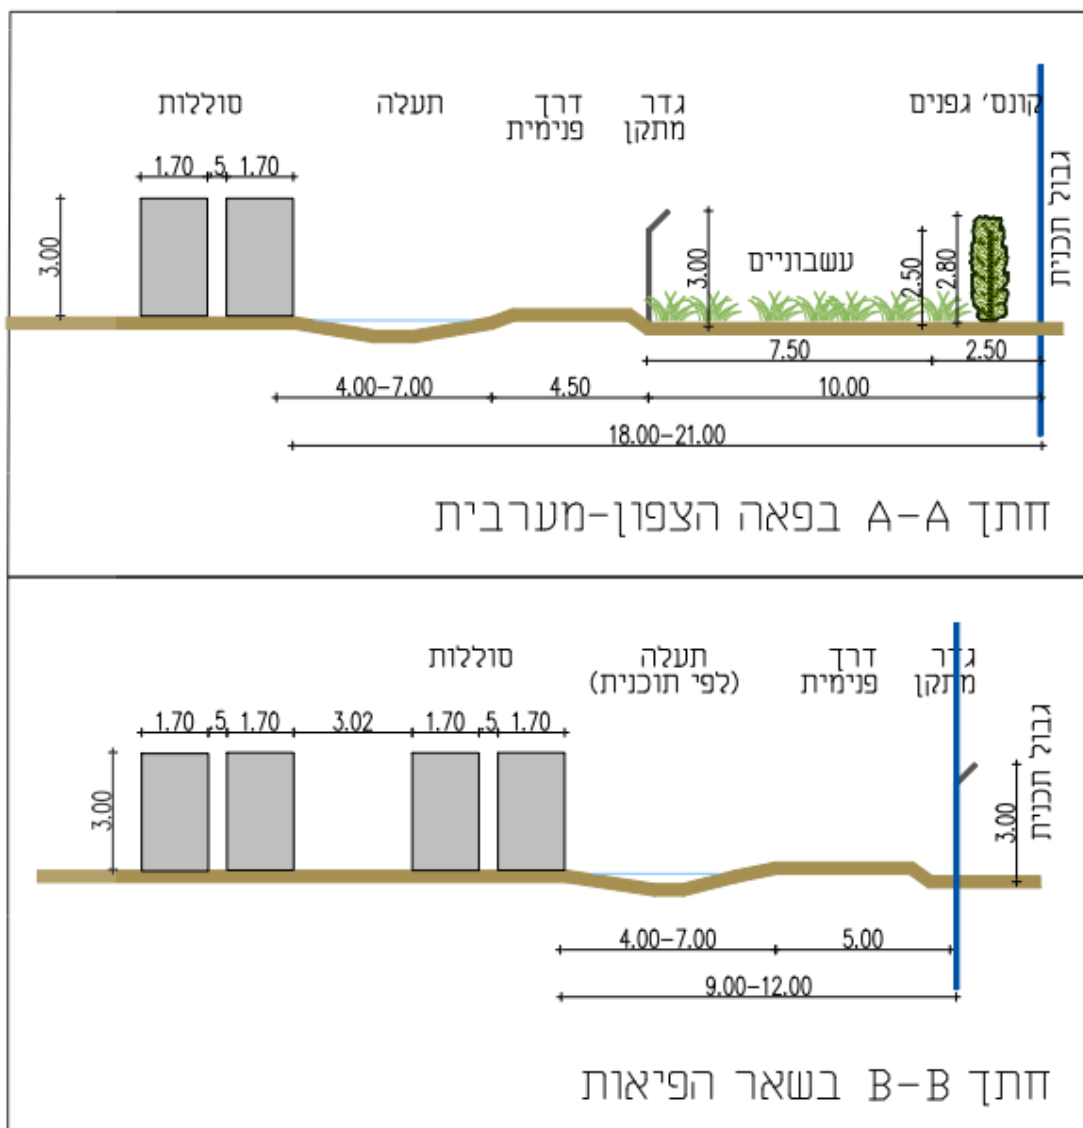 קונס' גפנים
גדר
מתקן
דרך
פנימית
תעלה
סוללות
גבול תכנית
1.70
.5
1.70
3.00
3.00
עשבוניים
2.50
2.80
7.50
2.50
4.00-7.00
4.50
10.00
18.00-21.00
חתך A-A בפאה הצפון-מערבית
גדר
מתקן
דרך
פנימית
תעלה
(לפי תוכנית)
סוללות
גבול תכנית
1.70
.5
1.70
3.02
1.70
.5
1.70
3.00
3.00
4.00-7.00
5.00
9.00-12.00
חתך B-B בשאר הפיאות